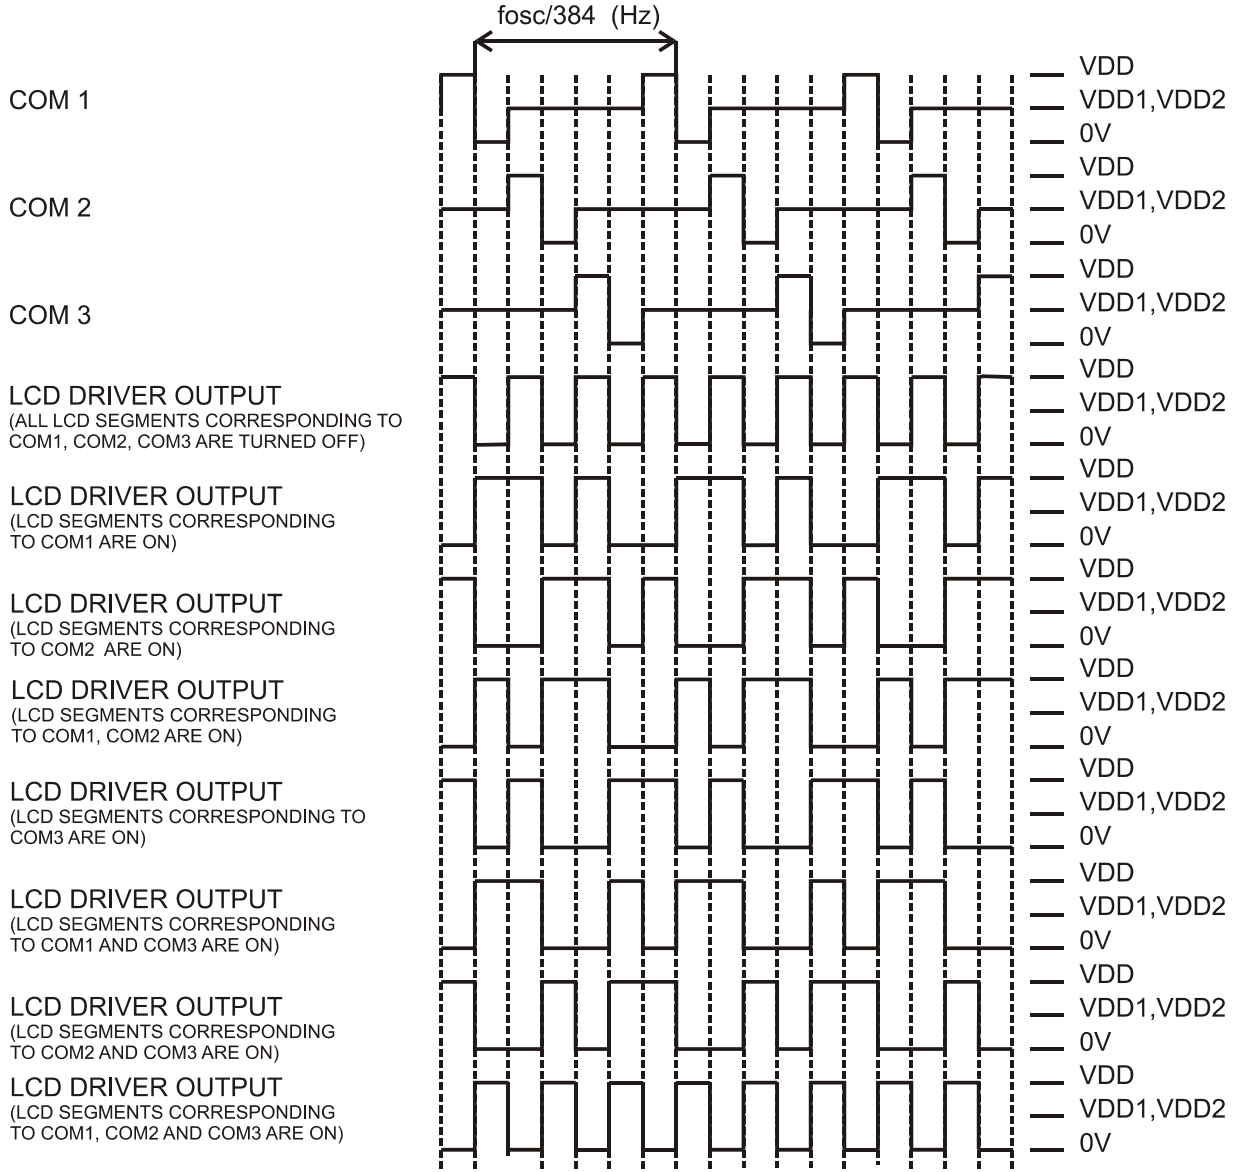 fosc/384 (Hz)
COM 1
VDD
VDD1,VDD2
0V
COM 2
VDD
VDD1,VDD2
0V
COM 3
VDD
VDD1,VDD2
0V
LCD DRIVER OUTPUT
(ALL LCD SEGMENTS CORRESPONDING TO
COM1, COM2, COM3 ARE TURNED OFF)
VDD
VDD1,VDD2
0V
LCD DRIVER OUTPUT
(LCD SEGMENTS CORRESPONDING
TO COM1 ARE ON)
VDD
VDD1,VDD2
0V
LCD DRIVER OUTPUT
(LCD SEGMENTS CORRESPONDING
TO COM2 ARE ON)
VDD
VDD1,VDD2
0V
LCD DRIVER OUTPUT
(LCD SEGMENTS CORRESPONDING
TO COM1, COM2 ARE ON)
VDD
VDD1,VDD2
0V
LCD DRIVER OUTPUT
(LCD SEGMENTS CORRESPONDING TO
COM3 ARE ON)
VDD
VDD1,VDD2
0V
LCD DRIVER OUTPUT
(LCD SEGMENTS CORRESPONDING
TO COM1 AND COM3 ARE ON)
VDD
VDD1,VDD2
0V
LCD DRIVER OUTPUT
(LCD SEGMENTS CORRESPONDING
TO COM2 AND COM3 ARE ON)
VDD
VDD1,VDD2
0V
LCD DRIVER OUTPUT
(LCD SEGMENTS CORRESPONDING
TO COM1, COM2 AND COM3 ARE ON)
VDD
VDD1,VDD2
0V